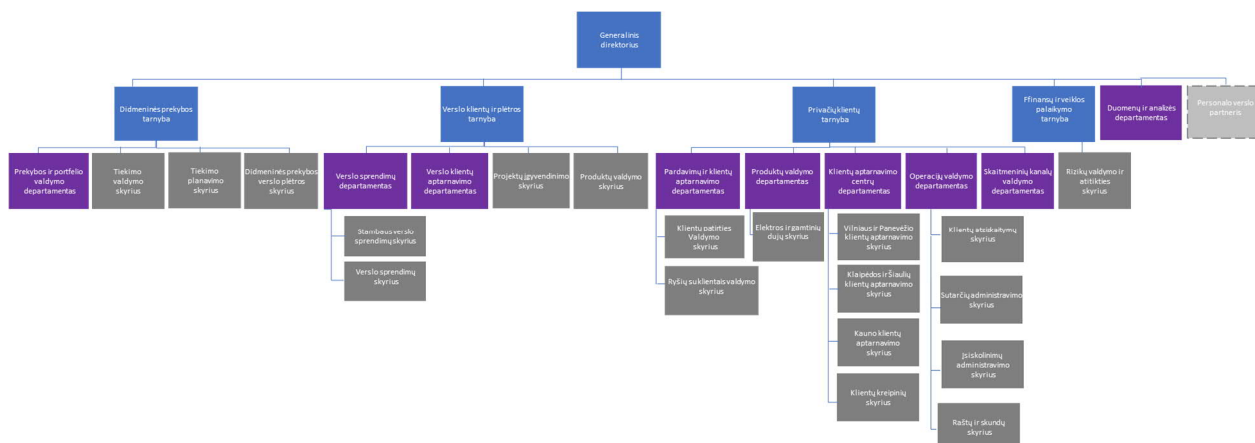 Generalinis
direktorius
Didmeninės prekybos
tarnyba
Verslo klientų ir plėtros
tarnyba
Privačių klientų
tarnyba
Ffinansų ir veiklos
palaikymo
tarnyba
Duomenų ir analizės
departamentas
Personalo verslo
partneris
Prekybos ir portfelio
valdymo
departamentas
Tiekimo
valdymo
skyrius
Tiekimo
planavimo
skyrius
Didmeninės prekybos
verslo plėtros
skyrius
Verslo sprendimų
departamentas
Verslo klientų
aptarnavimo
departamentas
Projektų įgyvendinimo
skyrius
Produktų valdymo
skyrius
Pardavimų ir klientų
aptarnavimo
departamentas
Produktų valdymo
departamentas
Klientų aptarnavimo
centrų
departamentas
Operacijų valdymo
departamentas
Skaitmeninių kanalų
valdymo
departamentas
Rizikų valdymo ir
atitikties
skyrius
Stambaus verslo
sprendimų skyrius
Verslo sprendimų
skyrius
Klientu patirties
Valdymo
skyrius
Ryšių su klientais valdymo
skyrius
Elektros ir gamtinių
dujų skyrius
Vilniaus ir Panevėžio
klientų aptarnavimo
skyrius
Klaipėdos ir Šiaulių
klientų aptarnavimo
skyrius
Kauno klientų
aptarnavimo
skyrius
Klientų kreipinių
skyrius
Klientų atsiskaitymų
skyrius
Sutarčių administravimo
skyrius
Įsiskolinimų
administravimo
skyrius
Raštų ir skundų
skyrius